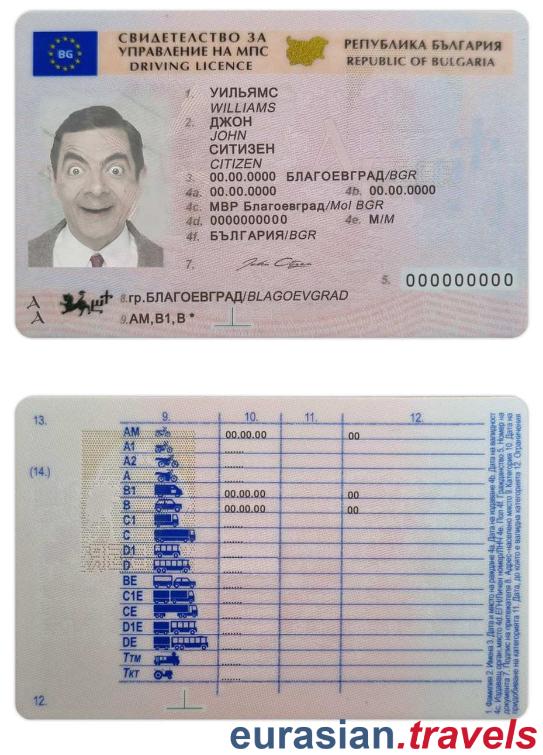 BG
СВИДЕТЕЛСТВО ЗА
УПРАВЛЕНИЕ НА МПС
DRIVING LICENCE
РЕПУБЛИКА БЪЛГАРИЯ
REPUBLIC OF BULGARIA
1. УИЛЬЯМС
WILLIAMS
2. ДЖОН
JOHN
СИТИЗЕН
CITIZEN
3. 00.00.0000 БЛАГОЕВГРАД/BGR
4a. 00.00.0000 4b. 00.00.0000
4c. МВР Благоевград/MoI BGR
4d. 0000000000 4e. М/M
4f. БЪЛГАРИЯ/BGR
7. John Citizen
5. 000000000
8.гр.БЛАГОЕВГРАД/BLAGOEVGRAD
9.AM,B1,B *
13. 9. 10. 11. 12.
AM 00.00.00 00
A1 ......
(14.) A2
A
B1 00.00.00 00
B 00.00.00 00
C1 ......
C ......
D1 ......
D ......
BE ......
C1E ......
CE ......
D1E ......
DE ......
Ттм ......
Ткт ......
12.
1. Фамилия 2. Имена 3. Дата и място на раждане 4a. Дата на издаване 4b. Дата на валидност
4c. Издаващ орган, място 4d. ЕГН/Личен номер/ЛНЧ 4e. Пол 4f. Гражданство 5. Номер на
документа 7. Подпис на притежателя 8. Адрес-населено място 9. Категория 10. Дата на
придобиване на категорията 11. Дата, до която е валидна категорията 12. Ограничения
eurasian.travels